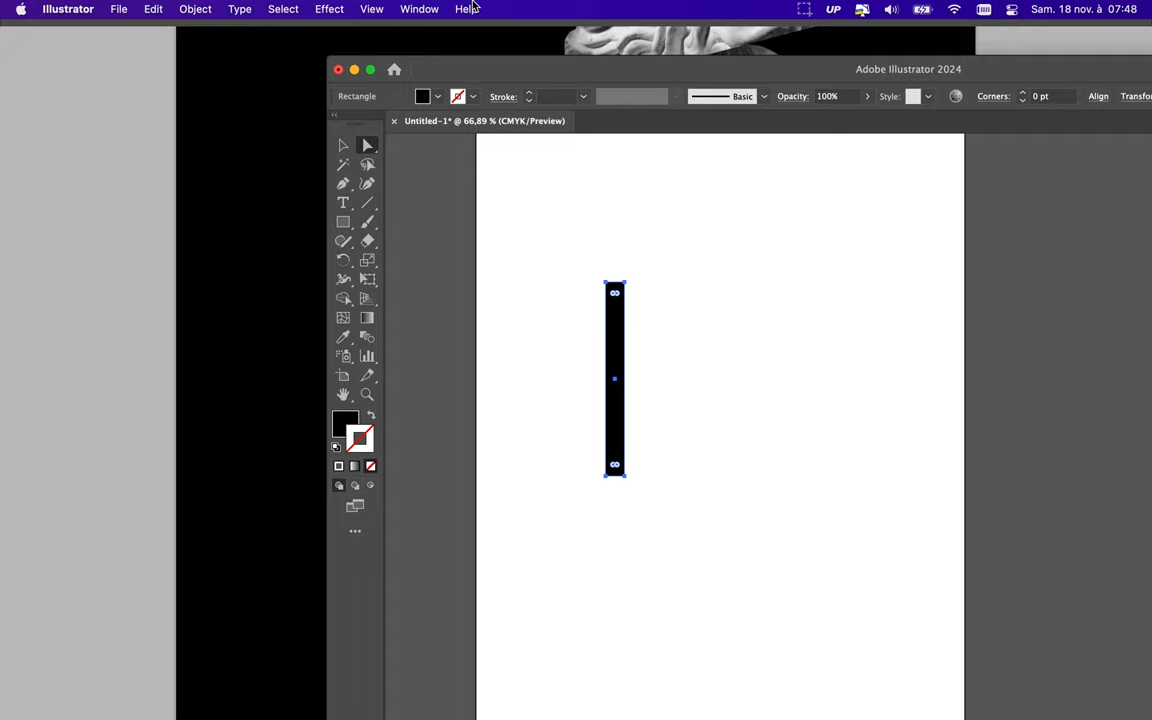 Illustrator File Edit Object Type Select Effect View Window Help UP Sam. 18 nov. à 07:48
Adobe Illustrator 2024
Rectangle Stroke: Basic Opacity: 100% Style: Corners: 0 pt Align Transfo
Untitled-1* @ 66,89 % (CMYK/Preview)